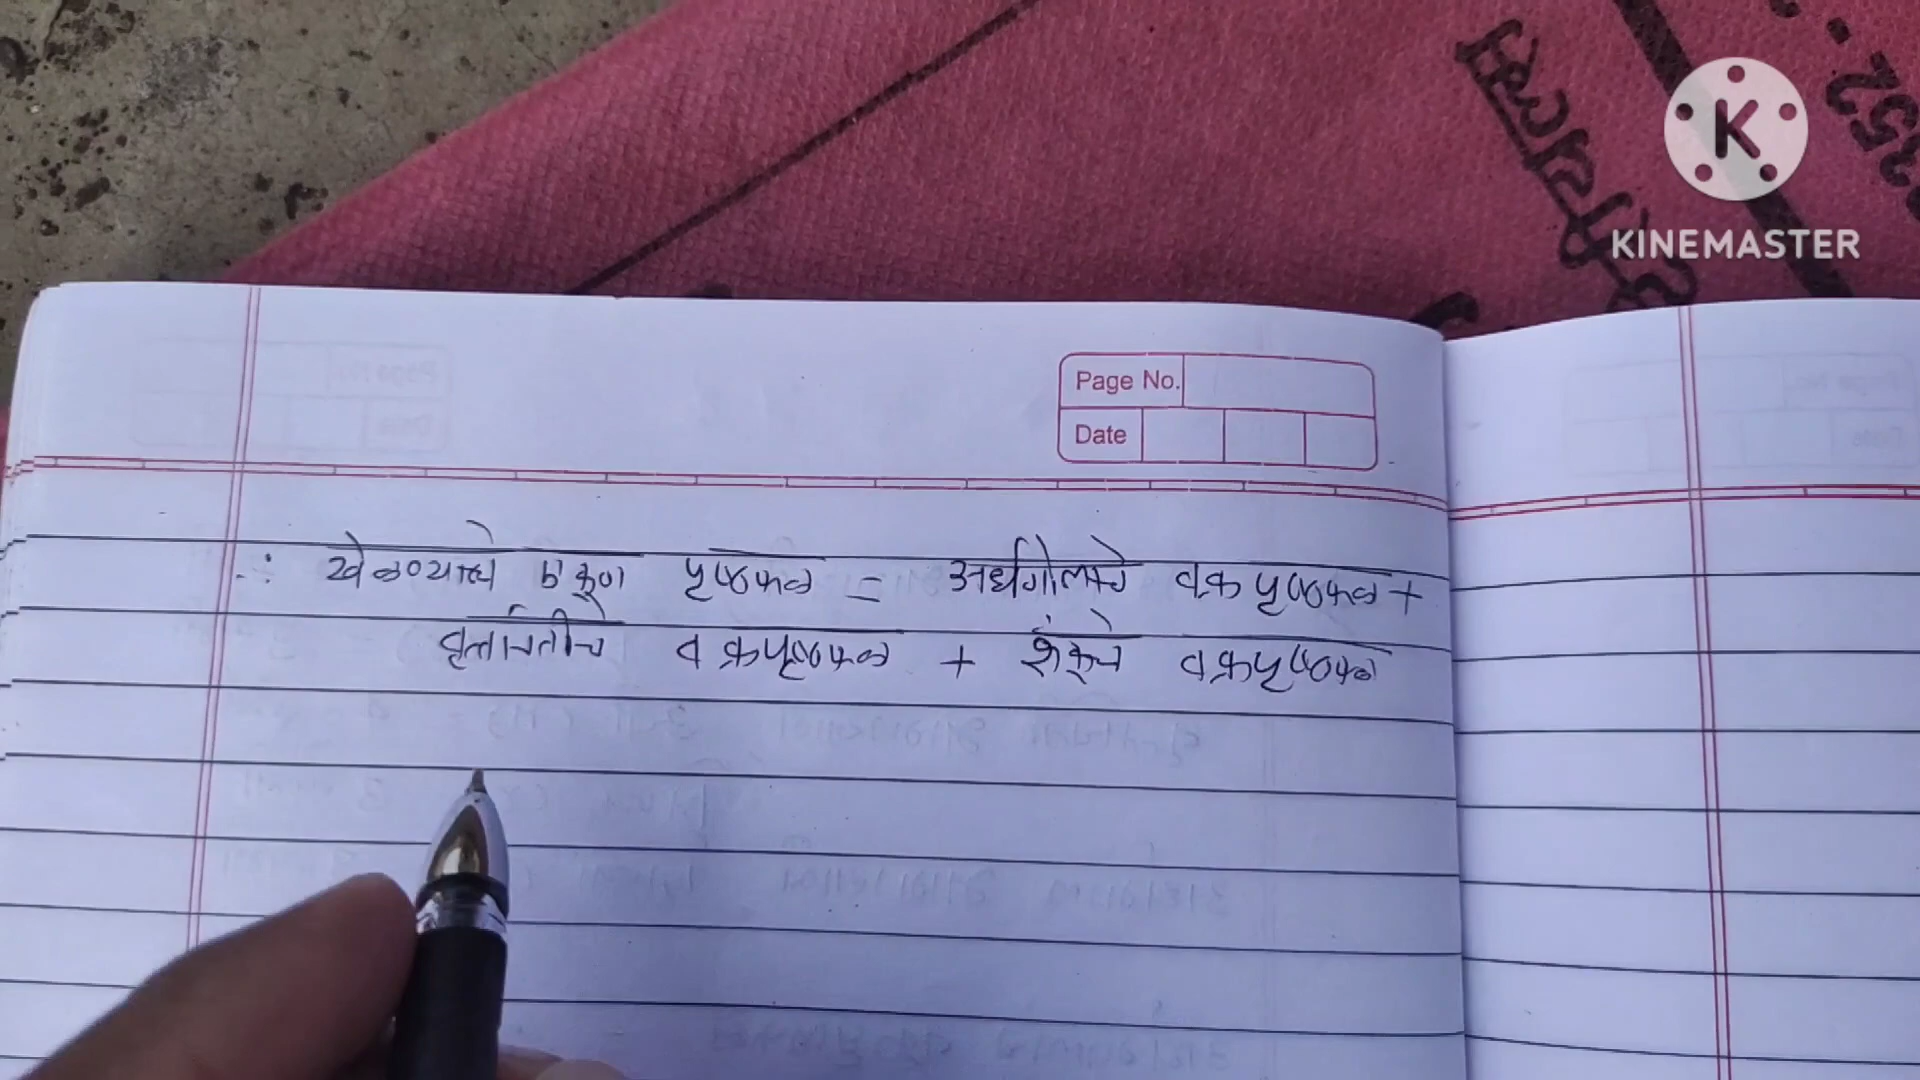 KINEMASTER
Page No.
Date
∴ खेळण्याचे एकुण पृष्ठफळ = अर्धगोलाचे वक्रपृष्ठफळ +
वृत्तचितीचे वक्रपृष्ठफळ + शंकूचे वक्रपृष्ठफळ